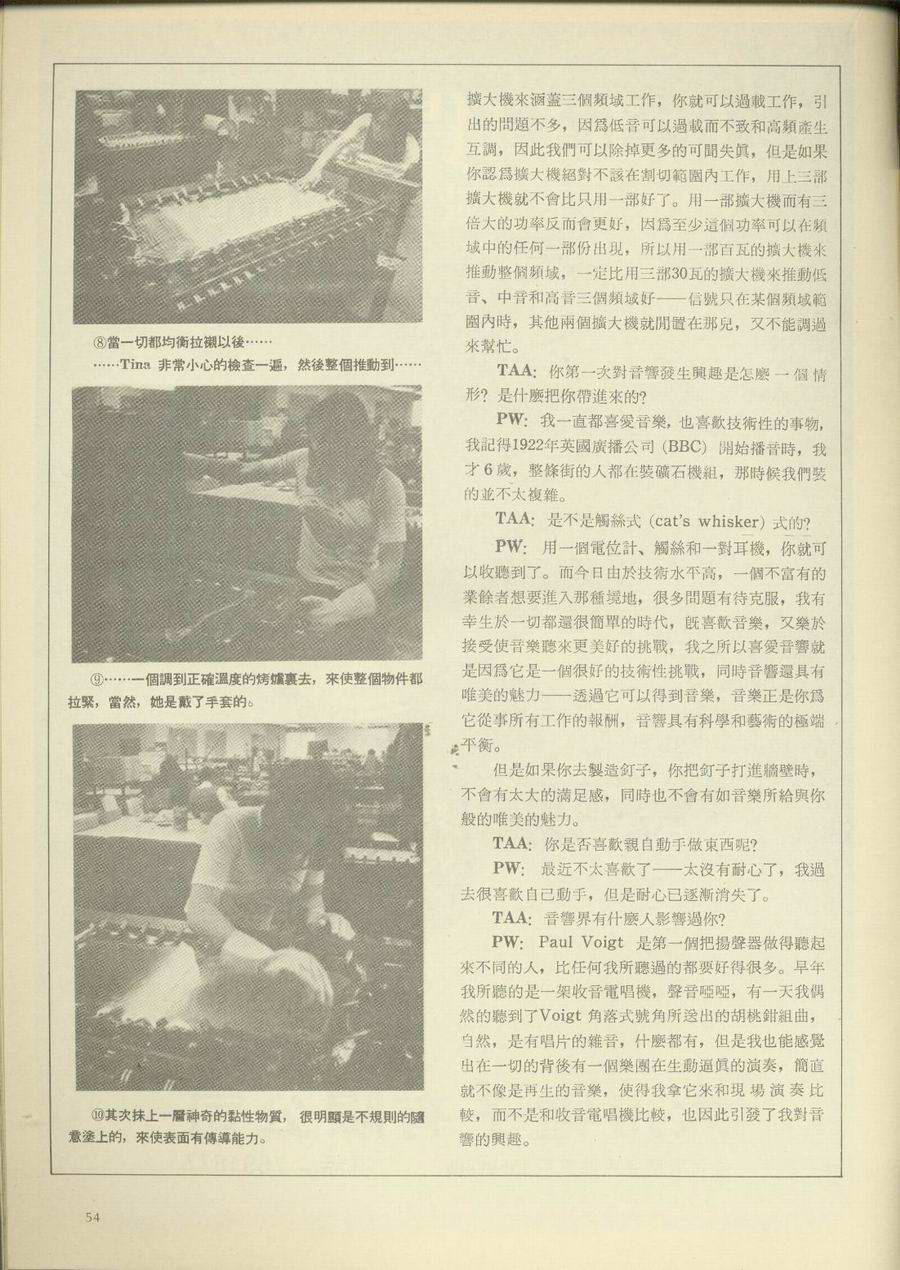 ⑧當一切都均衡拉襯以後⋯⋯
⋯⋯Tina 非常小心的檢查一遍，然後整個推動到⋯⋯
⑨⋯⋯一個調到正確溫度的烤爐裏去，來使整個物件都
拉緊，當然，她是戴了手套的。
⑩其次抹上一層神奇的黏性物質，很明顯是不規則的隨
意塗上的，來使表面有傳導能力。
擴大機來涵蓋三個頻域工作，你就可以過載工作，引
出的問題不多，因爲低音可以過載而不致和高頻產生
互調，因此我們可以除掉更多的可聞失眞，但是如果
你認爲擴大機絕對不該在割切範圍內工作，用上三部
擴大機就不會比只用一部好了。用一部擴大機而有三
倍大的功率反而會更好，因爲至少這個功率可以在頻
域中的任何一部份出現，所以用一部百瓦的擴大機來
推動整個頻域，一定比用三部30瓦的擴大機來推動低
音、中音和高音三個頻域好——信號只在某個頻域範
圍內時，其他兩個擴大機就閒置在那兒，又不能調過
來幫忙。
TAA: 你第一次對音響發生興趣是怎麽一個情
形？是什麽把你帶進來的？
PW: 我一直都喜愛音樂，也喜歡技術性的事物，
我記得1922年英國廣播公司 (BBC) 開始播音時，我
才6歲，整條街的人都在裝礦石機組，那時候我們裝
的並不太複雜。
TAA: 是不是觸絲式 (cat's whisker) 式的？
PW: 用一個電位計、觸絲和一對耳機，你就可
以收聽到了。而今日由於技術水平高，一個不富有的
業餘者想要進入那種境地，很多問題有待克服，我有
幸生於一切都還很簡單的時代，旣喜歡音樂，又樂於
接受使音樂聽來更美好的挑戰，我之所以喜愛音響就
是因爲它是一個很好的技術性挑戰，同時音響還具有
唯美的魅力——透過它可以得到音樂，音樂正是你爲
它從事所有工作的報酬，音響具有科學和藝術的極端
平衡。
但是如果你去製造釘子，你把釘子打進牆壁時，
不會有太大的滿足感，同時也不會有如音樂所給與你
般的唯美的魅力。
TAA: 你是否喜歡親自動手做東西呢？
PW: 最近不太喜歡了——太沒有耐心了，我過
去很喜歡自己動手，但是耐心已逐漸消失了。
TAA: 音響界有什麽人影響過你？
PW: Paul Voigt 是第一個把揚聲器做得聽起
來不同的人，比任何我所聽過的都要好得很多。早年
我所聽的是一架收音電唱機，聲音啞啞，有一天我偶
然的聽到了Voigt 角落式號角所送出的胡桃鉗組曲，
自然，是有唱片的雜音，什麽都有，但是我也能感覺
出在一切的背後有一個樂團在生動逼眞的演奏，簡直
就不像是再生的音樂，使得我拿它來和現場演奏比
較，而不是和收音電唱機比較，也因此引發了我對音
響的興趣。
54